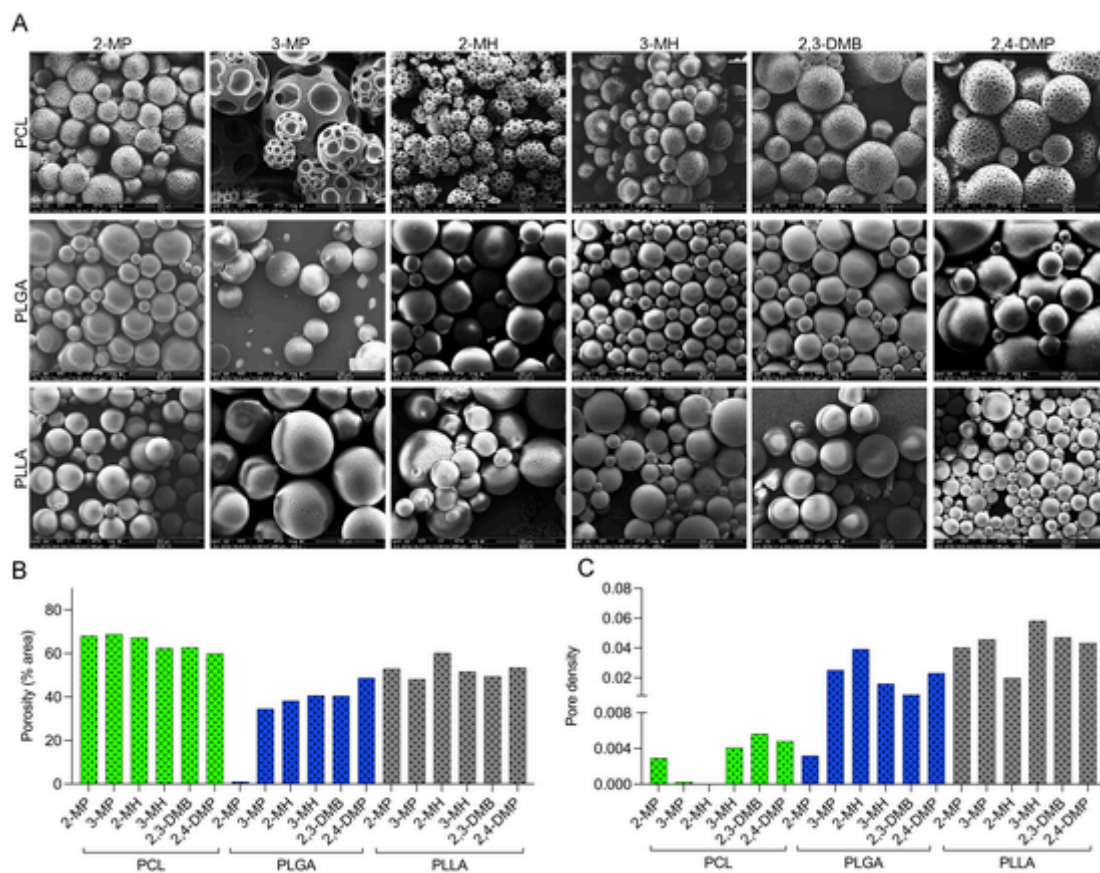 A
2-MP 3-MP 2-MH 3-MH 2,3-DMB 2,4-DMP
PCL
PLGA
PLLA
B
Porosity (% area)
80
60
40
20
0
2-MP 3-MP 2-MH 3-MH 2,3-DMB 2,4-DMP 2-MP 3-MP 2-MH 3-MH 2,3-DMB 2,4-DMP 2-MP 3-MP 2-MH 3-MH 2,3-DMB 2,4-DMP
PCL PLGA PLLA
C
Pore density
0.08
0.06
0.04
0.02
0.008
0.004
0.000
2-MP 3-MP 2-MH 3-MH 2,3-DMB 2,4-DMP 2-MP 3-MP 2-MH 3-MH 2,3-DMB 2,4-DMP 2-MP 3-MP 2-MH 3-MH 2,3-DMB 2,4-DMP
PCL PLGA PLLA